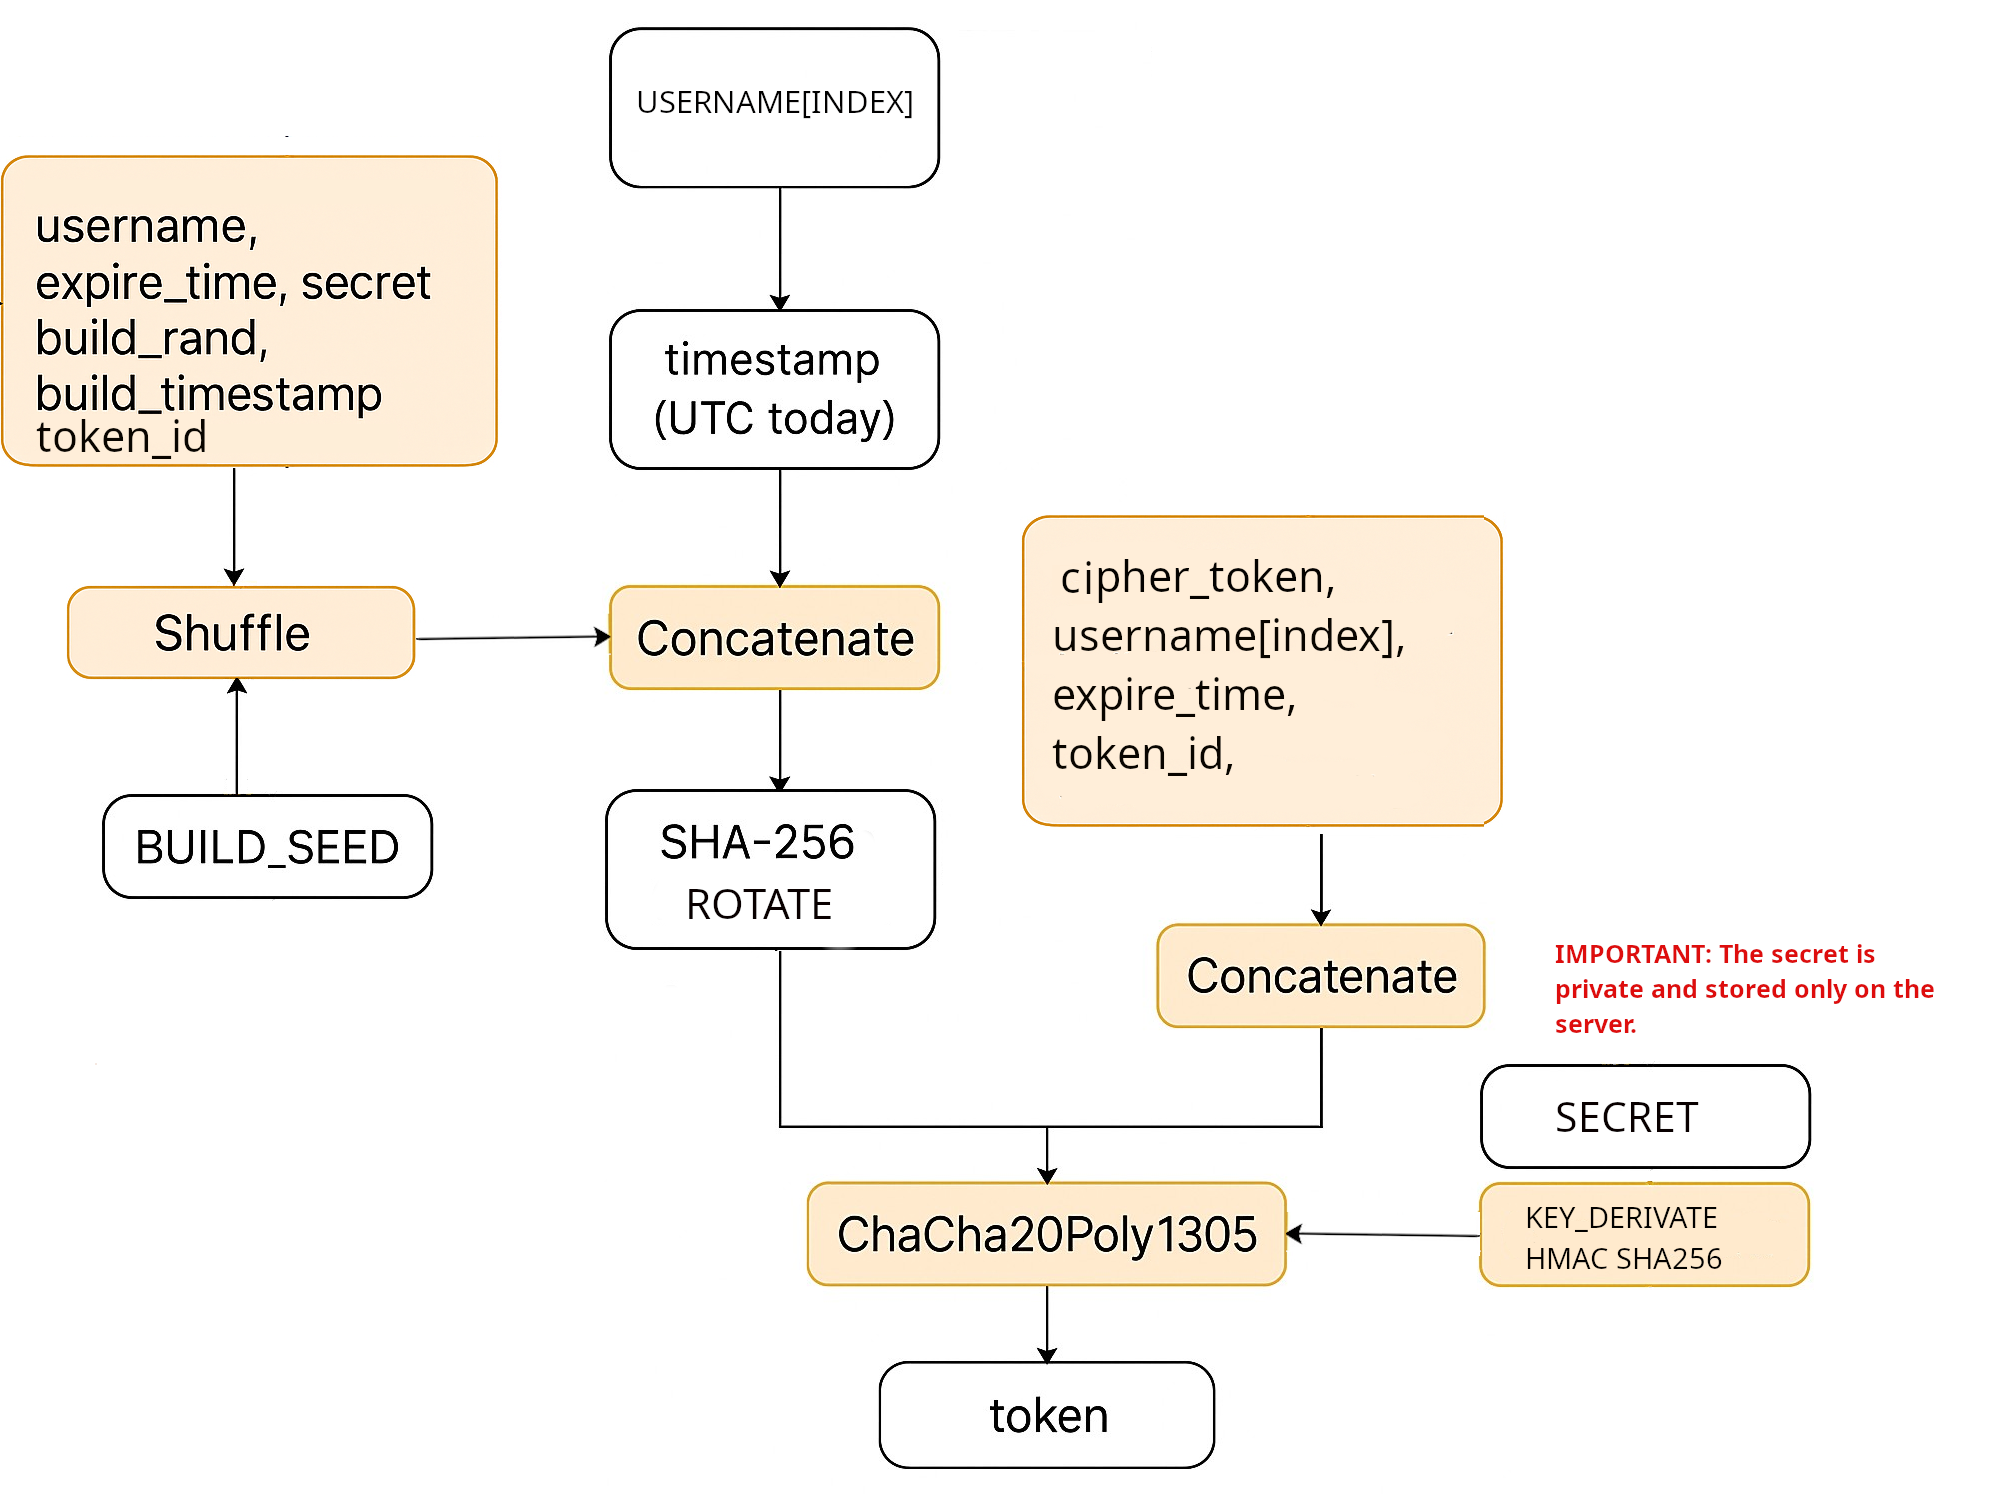 USERNAME[INDEX]
username,
expire_time, secret
build_rand,
build_timestamp
token_id
timestamp
(UTC today)
Shuffle
Concatenate
BUILD_SEED
SHA-256
ROTATE
cipher_token,
username[index],
expire_time,
token_id,
Concatenate
IMPORTANT: The secret is
private and stored only on the
server.
SECRET
KEY_DERIVATE
HMAC SHA256
ChaCha20Poly1305
token